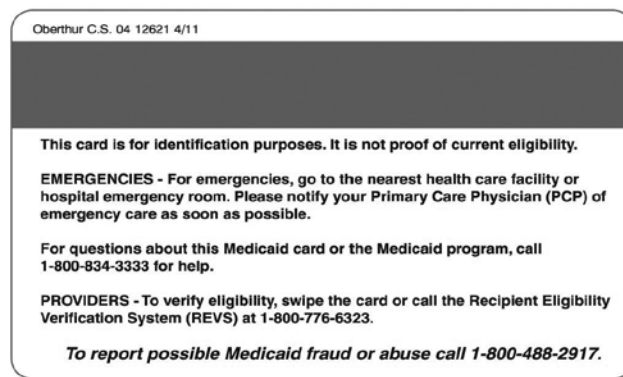 Oberthur C.S. 04 12621 4/11
This card is for identification purposes. It is not proof of current eligibility.
EMERGENCIES - For emergencies, go to the nearest health care facility or
hospital emergency room. Please notify your Primary Care Physician (PCP) of
emergency care as soon as possible.
For questions about this Medicaid card or the Medicaid program, call
1-800-834-3333 for help.
PROVIDERS - To verify eligibility, swipe the card or call the Recipient Eligibility
Verification System (REVS) at 1-800-776-6323.
To report possible Medicaid fraud or abuse call 1-800-488-2917.